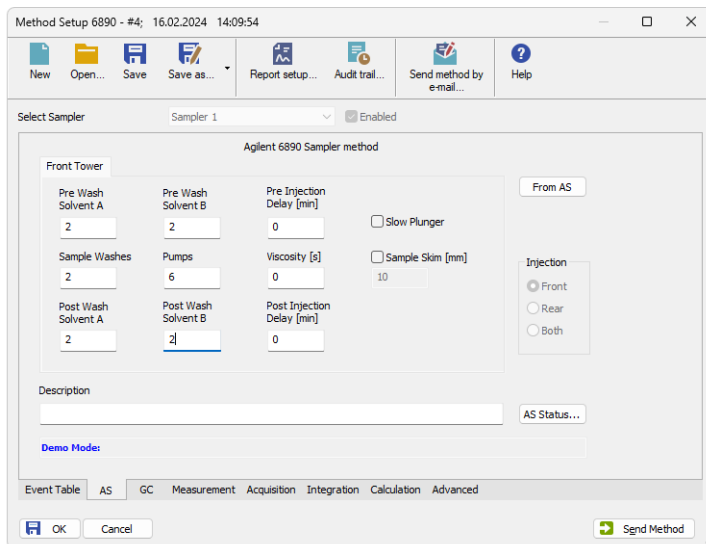 Method Setup 6890 - #4; 16.02.2024 14:09:54
New Open... Save Save as... Report setup... Audit trail... Send method by e-mail... Help
Select Sampler Sampler 1 Enabled
Agilent 6890 Sampler method
Front Tower
From AS
Pre Wash Solvent A Pre Wash Solvent B Pre Injection Delay [min]
2 2 0 Slow Plunger
Sample Washes Pumps Viscosity [s] Sample Skim [mm]
2 6 0 10
Injection
Front
Rear
Both
Post Wash Solvent A Post Wash Solvent B Post Injection Delay [min]
2 2 0
Description
AS Status...
Demo Mode:
Event Table AS GC Measurement Acquisition Integration Calculation Advanced
OK Cancel Send Method